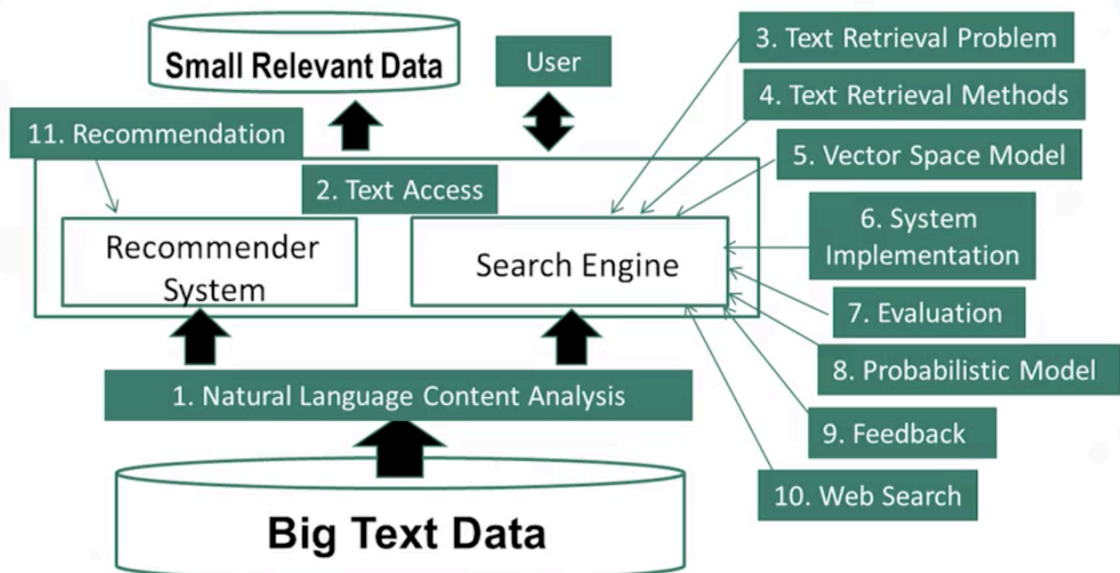 Small Relevant Data
User
3. Text Retrieval Problem
4. Text Retrieval Methods
11. Recommendation
5. Vector Space Model
2. Text Access
Recommender
System
Search Engine
6. System
Implementation
7. Evaluation
8. Probabilistic Model
1. Natural Language Content Analysis
9. Feedback
10. Web Search
Big Text Data